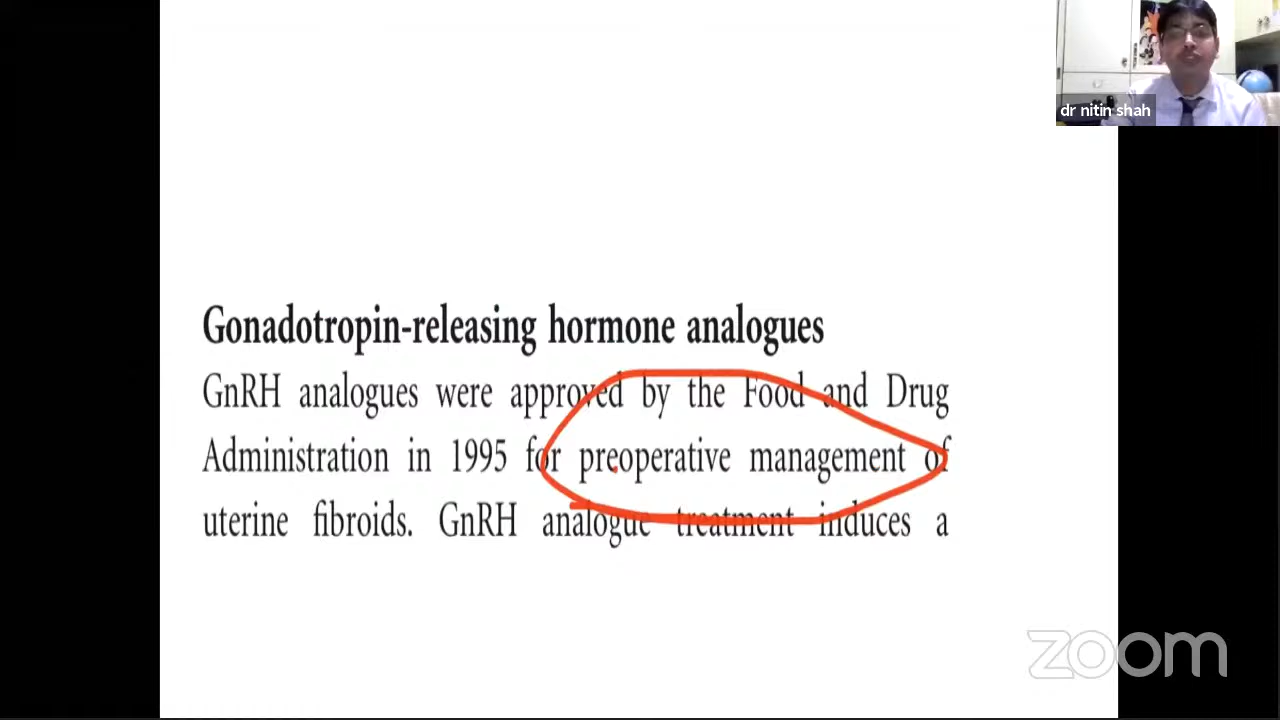 dr nitin shah
Gonadotropin-releasing hormone analogues
GnRH analogues were approved by the Food and Drug
Administration in 1995 for preoperative management of
uterine fibroids. GnRH analogue treatment induces a
zoom